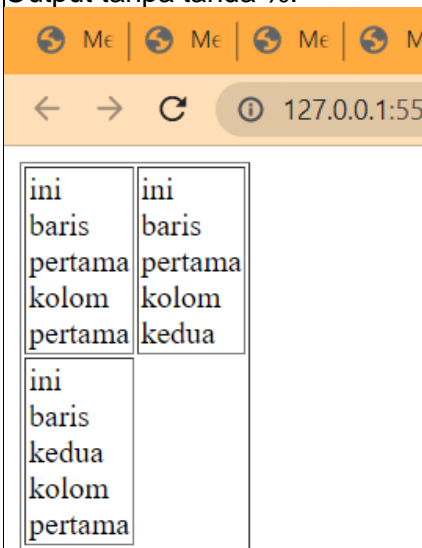 Output tanpa tanda %.
Me Me Me M
127.0.0.1:55
ini
baris
pertama
kolom
pertama
ini
baris
pertama
kolom
kedua
ini
baris
kedua
kolom
pertama